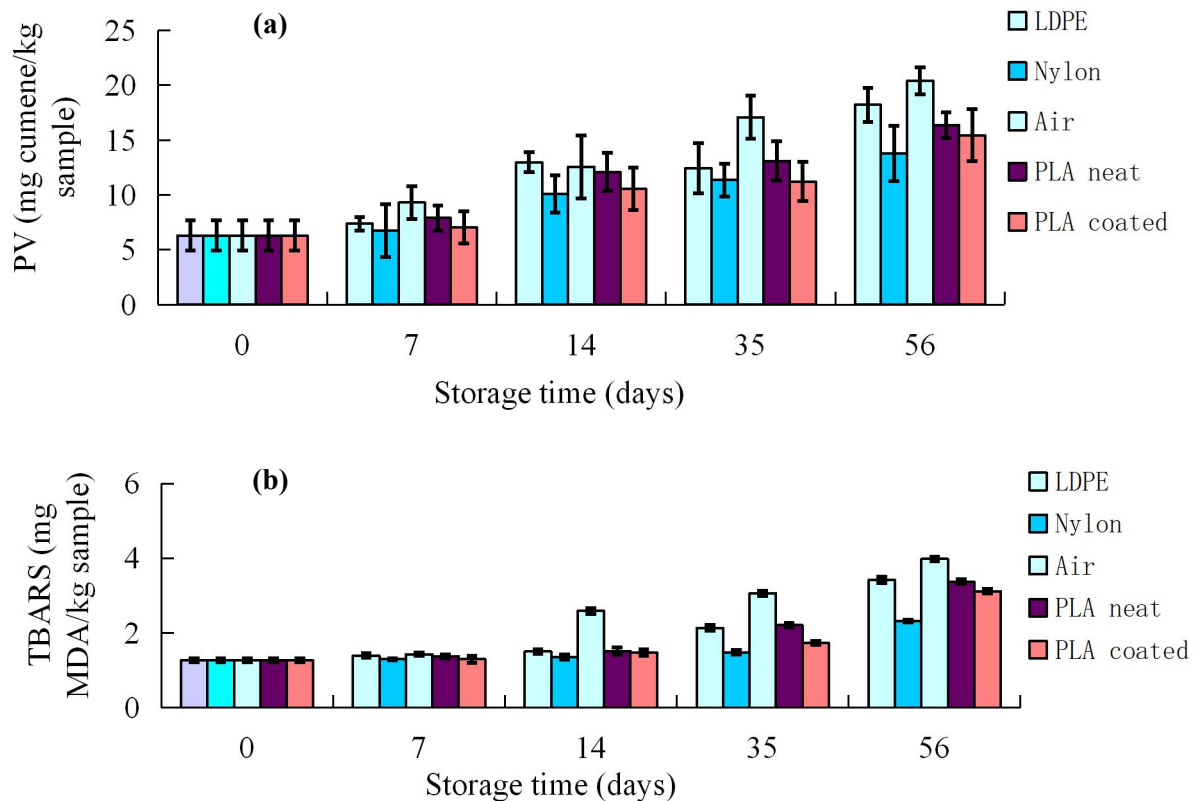 (a)
PV (mg cumene/kg
sample)
25
20
15
10
5
0
0 7 14 35 56
Storage time (days)
LDPE
Nylon
Air
PLA neat
PLA coated
(b)
TBARS (mg
MDA/kg sample)
6
4
2
0
0 7 14 35 56
Storage time (days)
LDPE
Nylon
Air
PLA neat
PLA coated